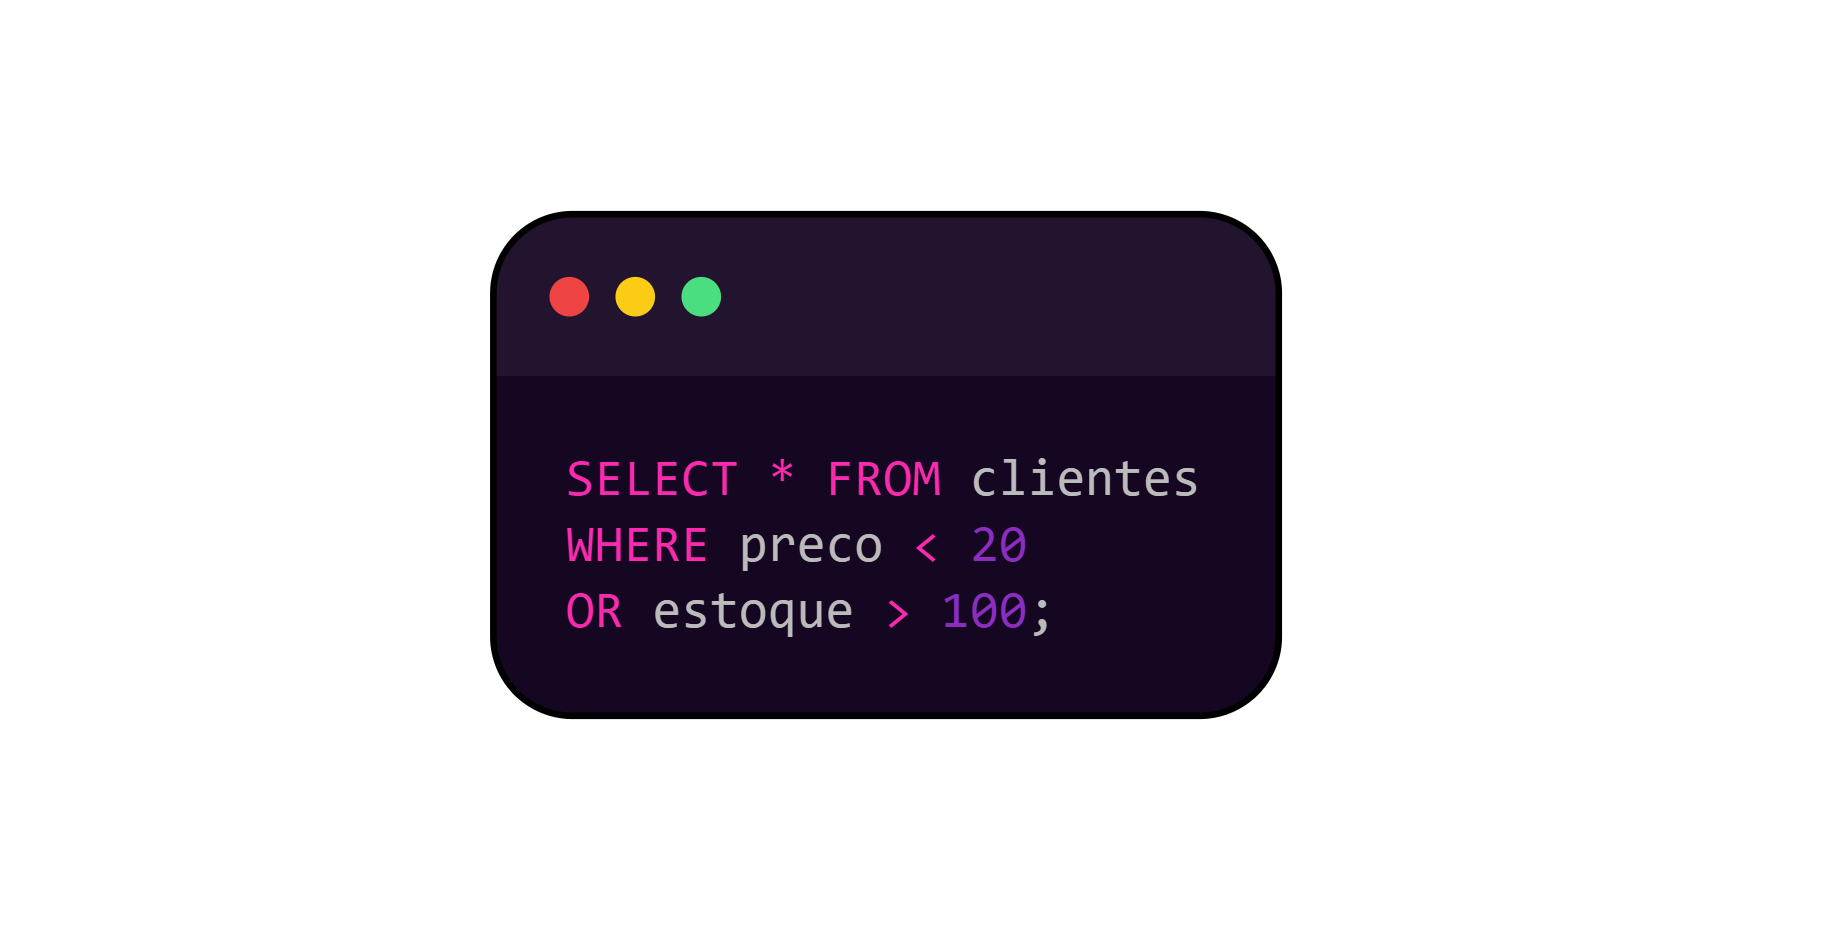 SELECT * FROM clientes
WHERE preco < 20
OR estoque > 100;